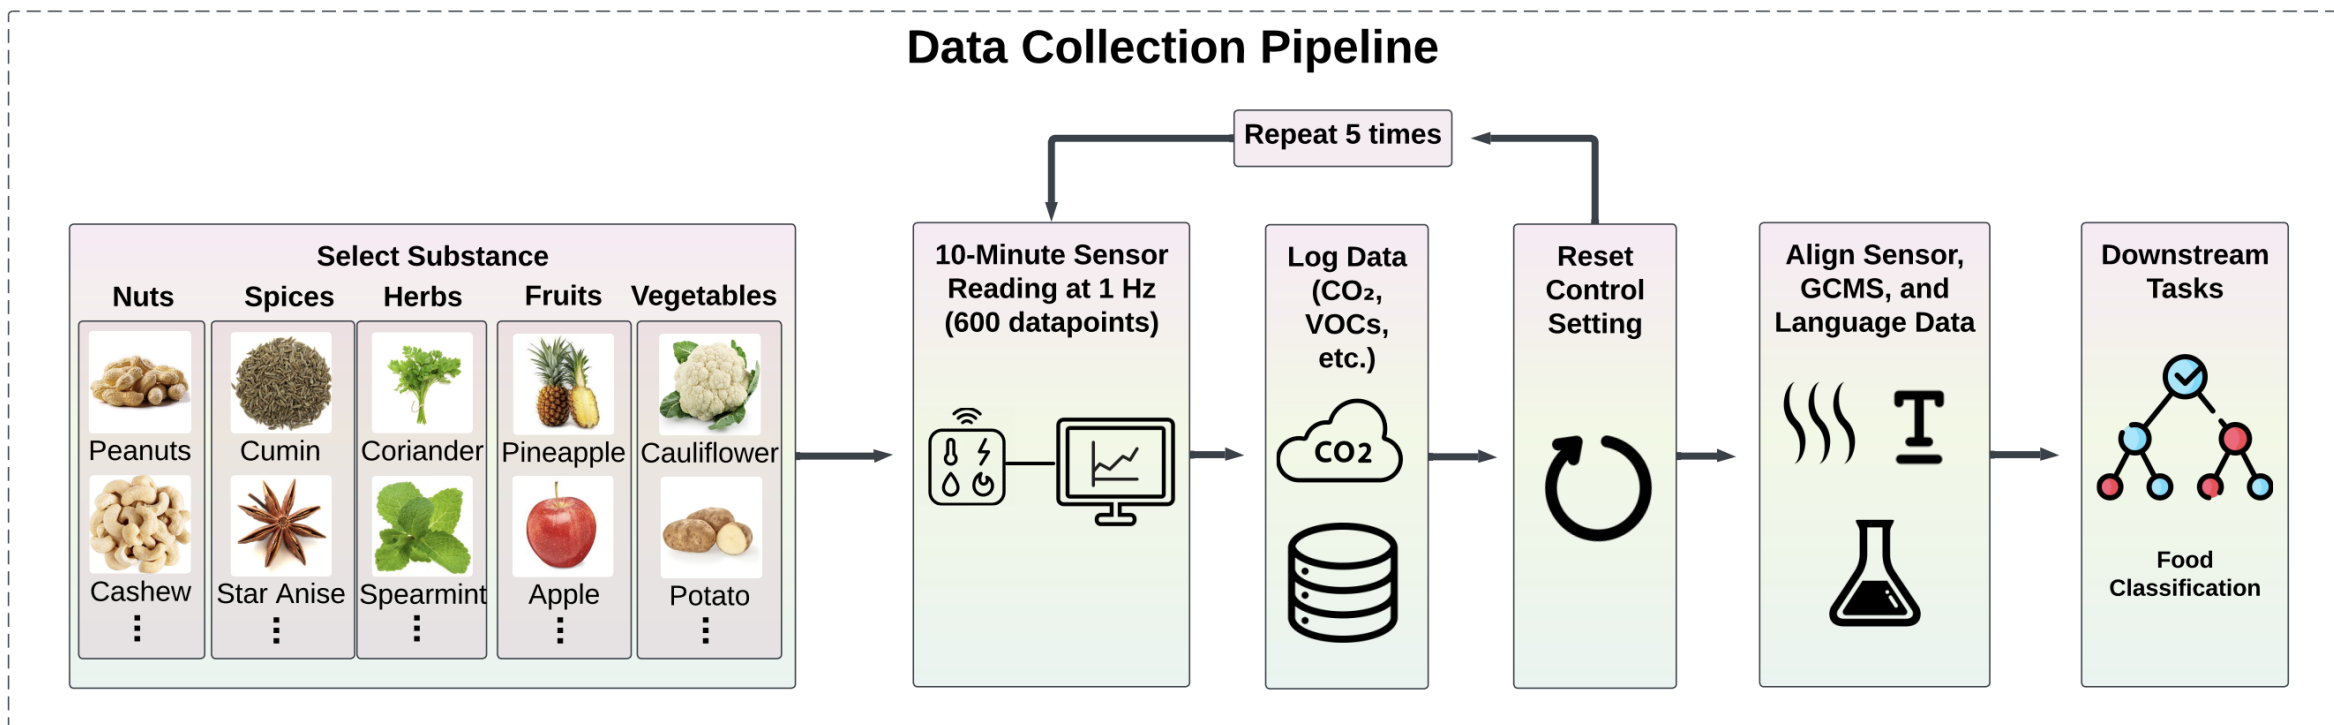 Data Collection Pipeline
Repeat 5 times
Select Substance
Nuts
Spices
Herbs
Fruits
Vegetables
Peanuts
Cumin
Coriander
Pineapple
Cauliflower
Cashew
Star Anise
Spearmint
Apple
Potato
10-Minute Sensor
Reading at 1 Hz
(600 datapoints)
Log Data
(CO₂,
VOCs,
etc.)
CO2
Reset
Control
Setting
Align Sensor,
GCMS, and
Language Data
T
Downstream
Tasks
Food
Classification